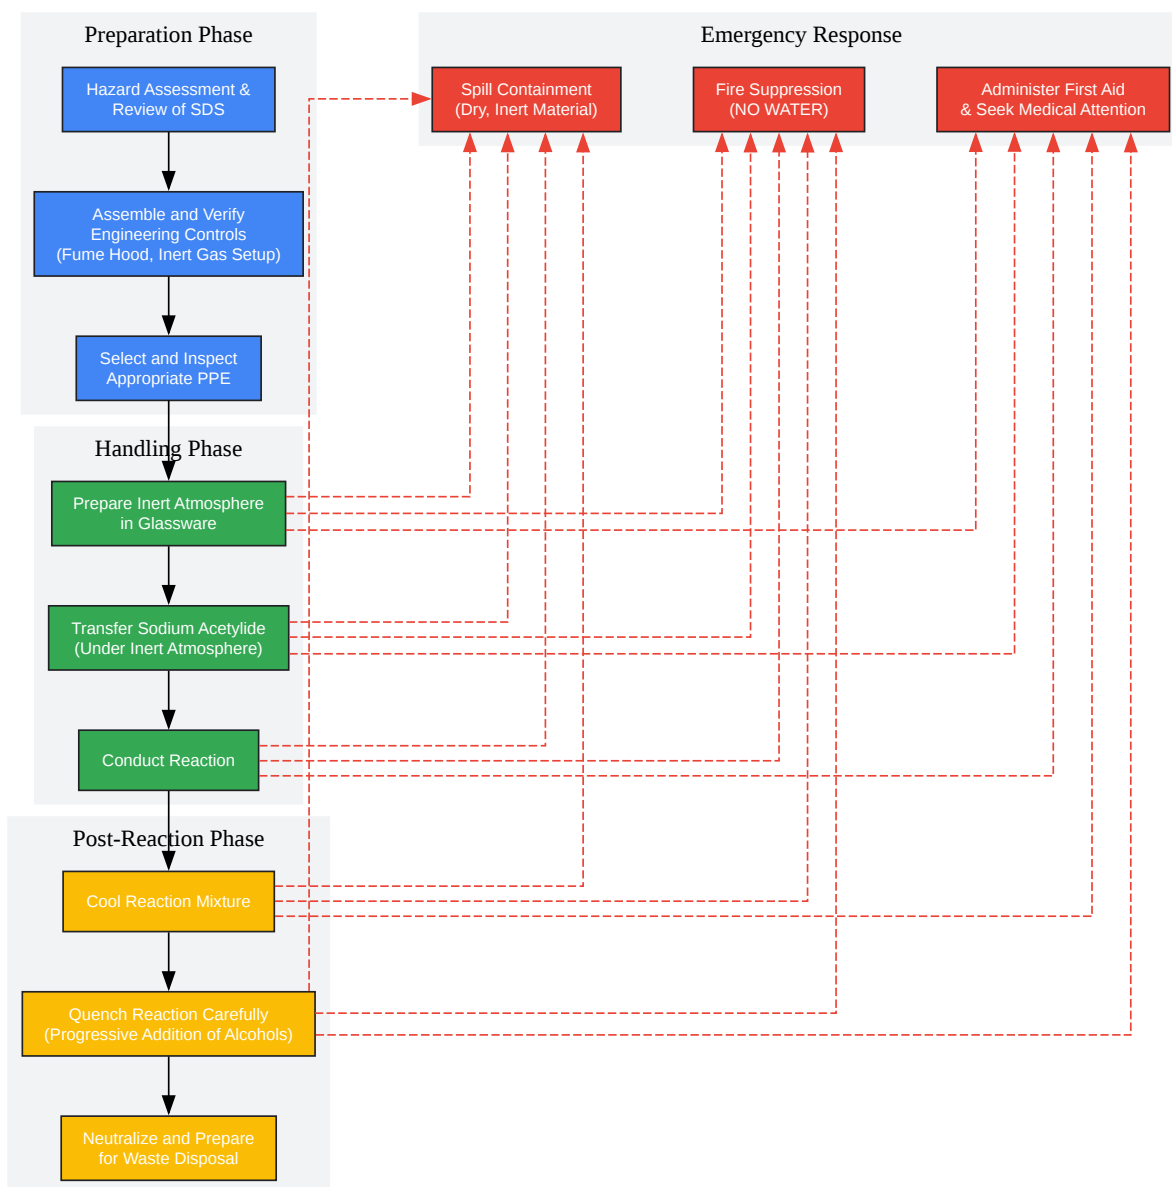 Preparation Phase
Hazard Assessment &
Review of SDS
Assemble and Verify
Engineering Controls
(Fume Hood, Inert Gas Setup)
Select and Inspect
Appropriate PPE
Handling Phase
Prepare Inert Atmosphere
in Glassware
Transfer Sodium Acetylide
(Under Inert Atmosphere)
Conduct Reaction
Post-Reaction Phase
Cool Reaction Mixture
Quench Reaction Carefully
(Progressive Addition of Alcohols)
Neutralize and Prepare
for Waste Disposal
Emergency Response
Spill Containment
(Dry, Inert Material)
Fire Suppression
(NO WATER)
Administer First Aid
& Seek Medical Attention